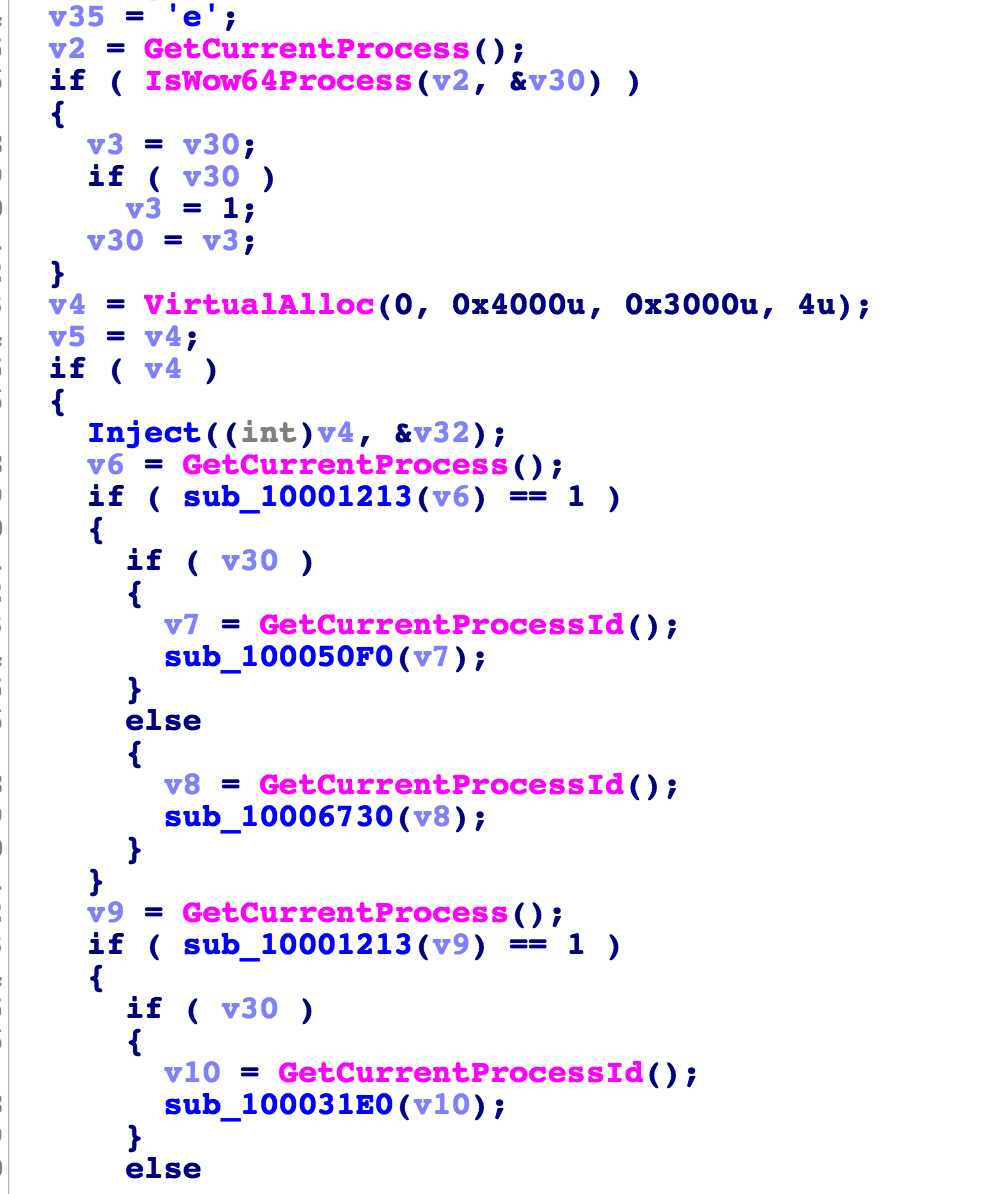 v35 = 'e';
v2 = GetCurrentProcess();
if ( IsWow64Process(v2, &v30) )
{
v3 = v30;
if ( v30 )
v3 = 1;
v30 = v3;
}
v4 = VirtualAlloc(0, 0x4000u, 0x3000u, 4u);
v5 = v4;
if ( v4 )
{
Inject((int)v4, &v32);
v6 = GetCurrentProcess();
if ( sub_10001213(v6) == 1 )
{
if ( v30 )
{
v7 = GetCurrentProcessId();
sub_100050F0(v7);
}
else
{
v8 = GetCurrentProcessId();
sub_10006730(v8);
}
}
v9 = GetCurrentProcess();
if ( sub_10001213(v9) == 1 )
{
if ( v30 )
{
v10 = GetCurrentProcessId();
sub_100031E0(v10);
}
else